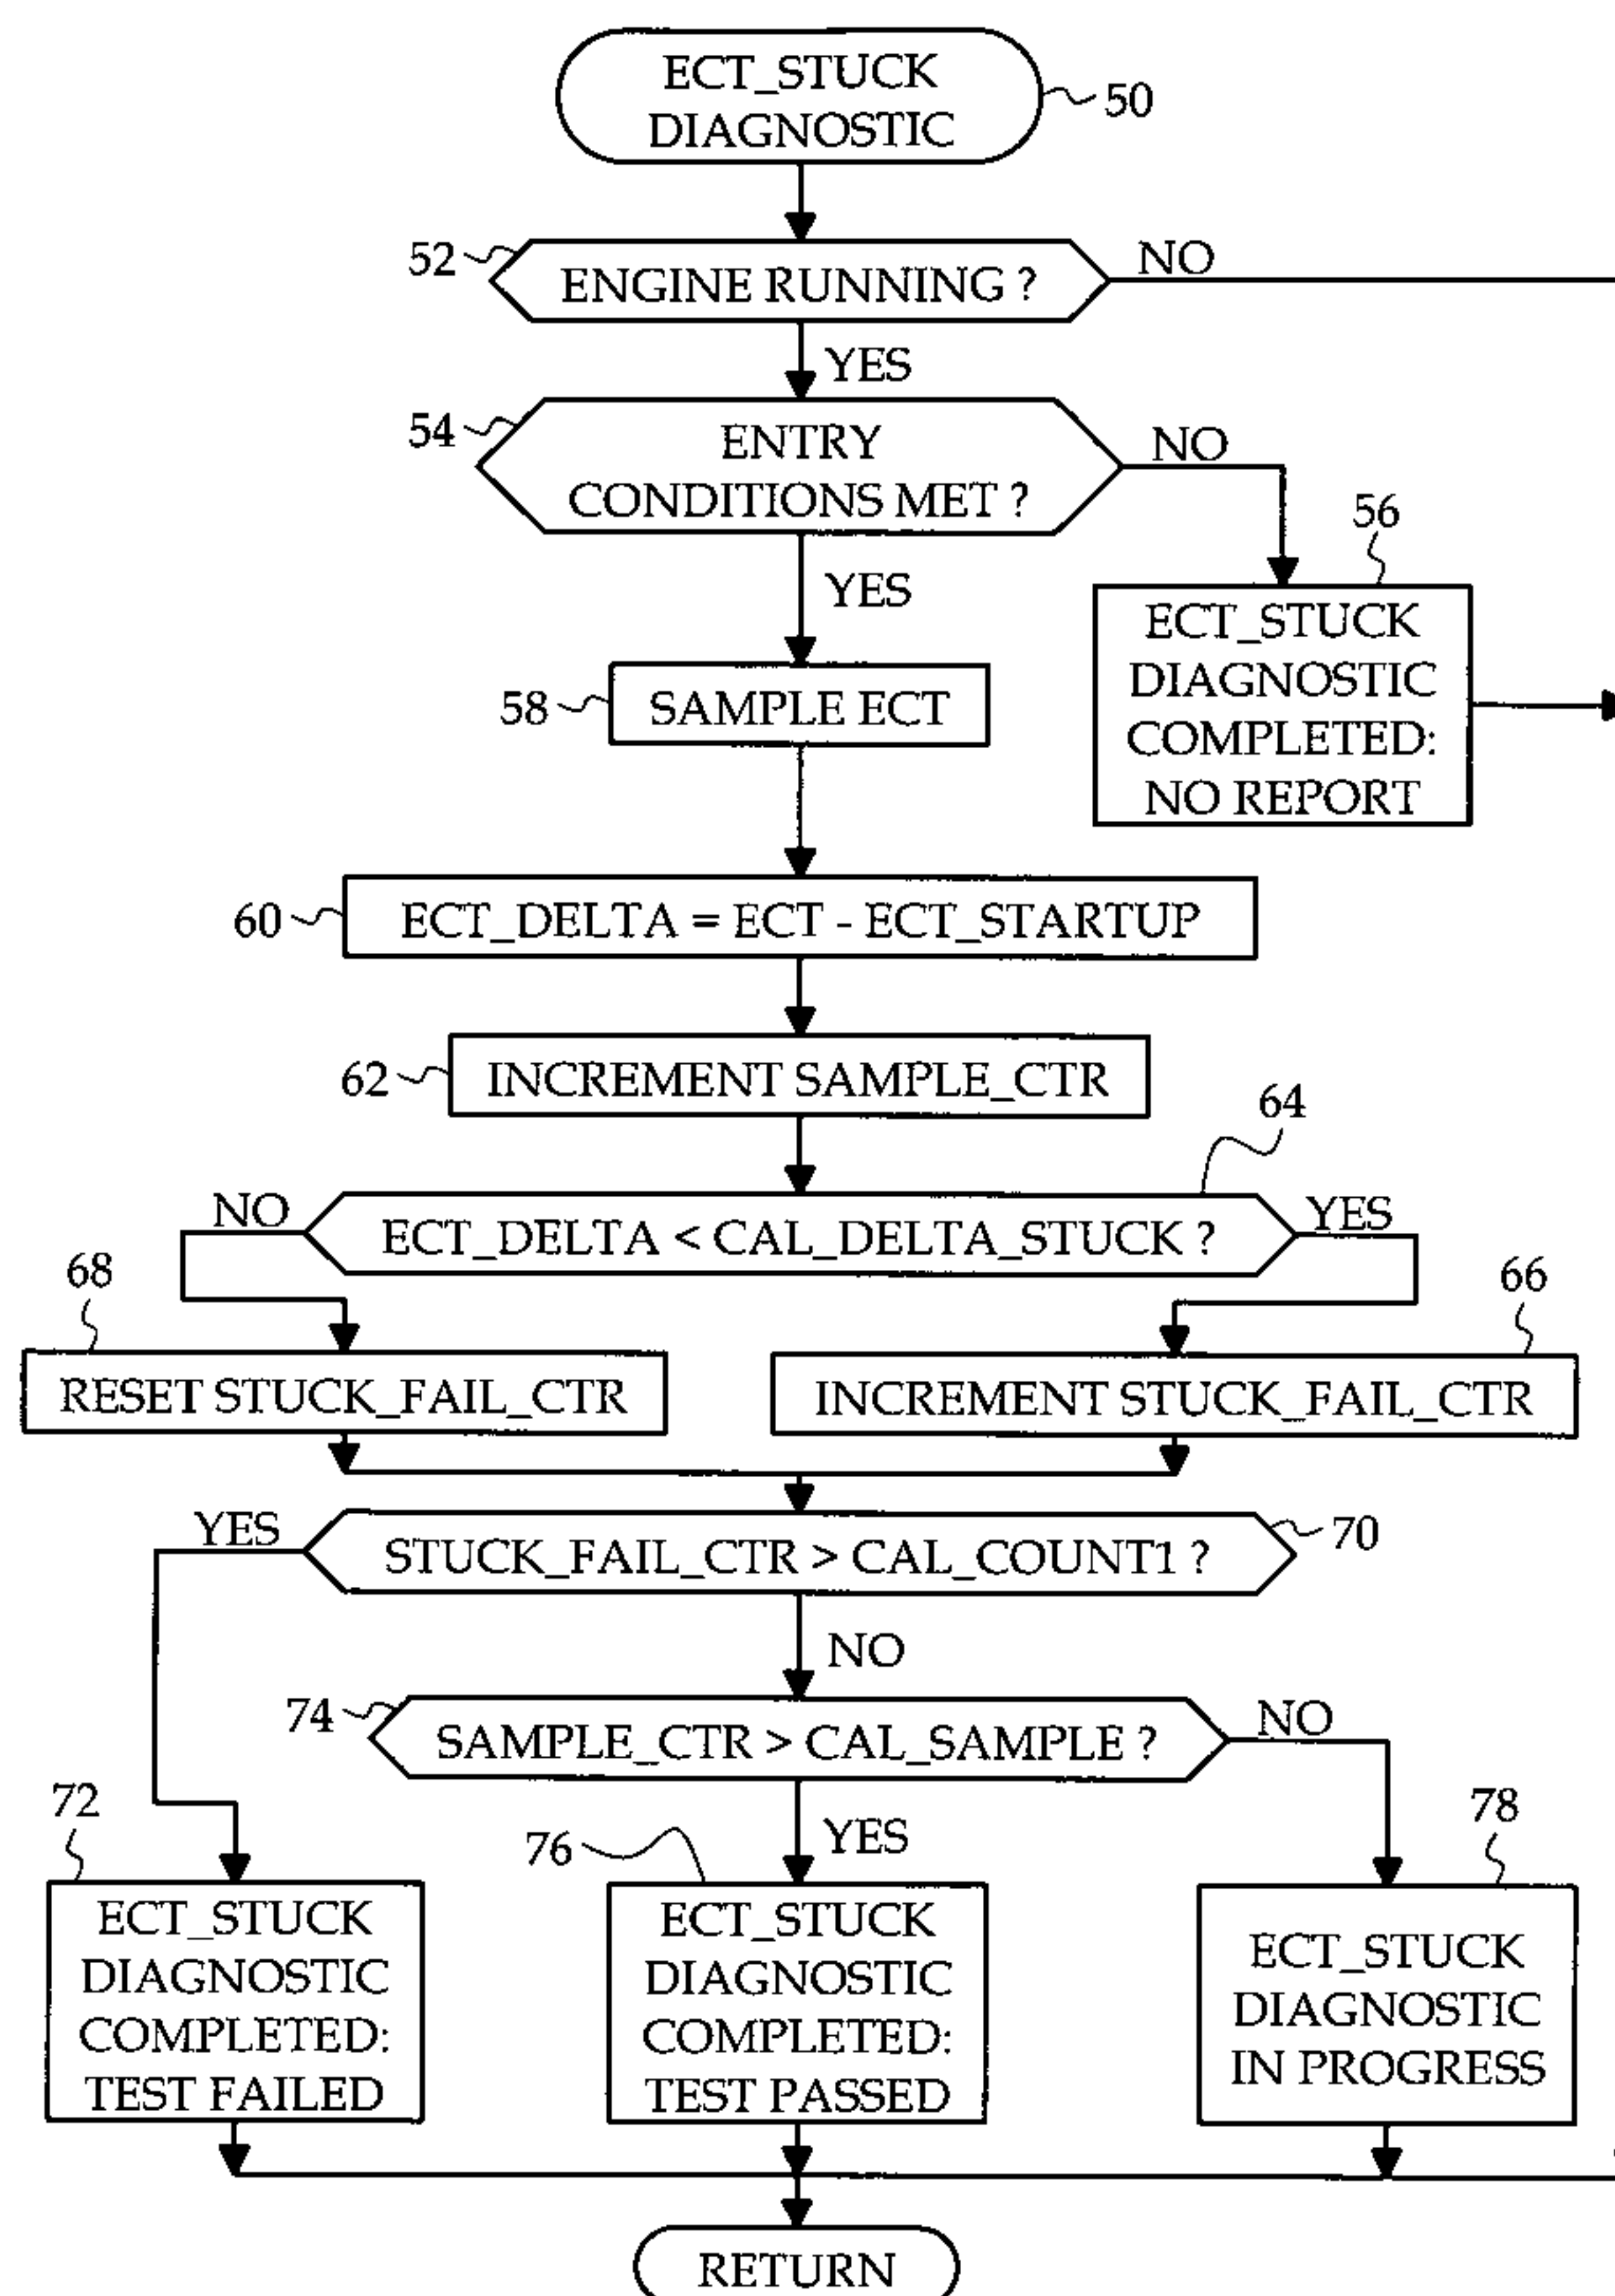 ECT_STUCK
DIAGNOSTIC
50
52
ENGINE RUNNING ?
NO
YES
54
ENTRY
CONDITIONS MET ?
NO
YES
56
ECT_STUCK
DIAGNOSTIC
COMPLETED:
NO REPORT
58
SAMPLE ECT
60
ECT_DELTA = ECT - ECT_STARTUP
62
INCREMENT SAMPLE_CTR
64
NO
ECT_DELTA < CAL_DELTA_STUCK ?
YES
68
66
RESET STUCK_FAIL_CTR
INCREMENT STUCK_FAIL_CTR
YES
STUCK_FAIL_CTR > CAL_COUNT1 ?
70
NO
74
SAMPLE_CTR > CAL_SAMPLE ?
NO
72
76
YES
78
ECT_STUCK
DIAGNOSTIC
COMPLETED:
TEST FAILED
ECT_STUCK
DIAGNOSTIC
COMPLETED:
TEST PASSED
ECT_STUCK
DIAGNOSTIC
IN PROGRESS
RETURN